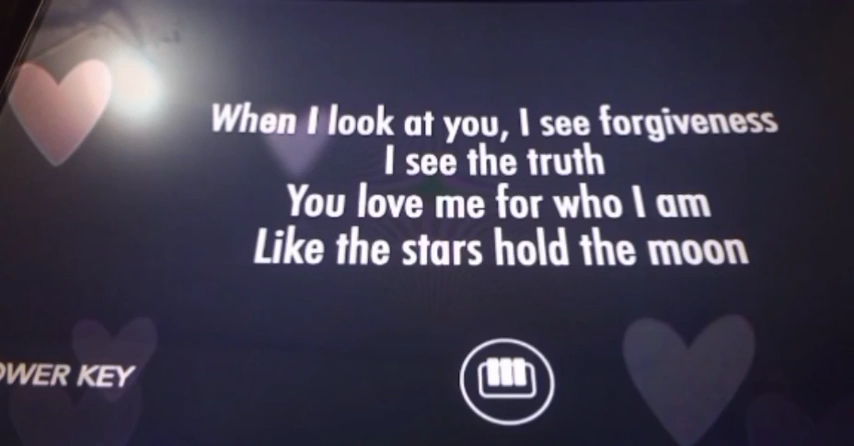 When I look at you, I see forgiveness
I see the truth
You love me for who I am
Like the stars hold the moon
OWER KEY